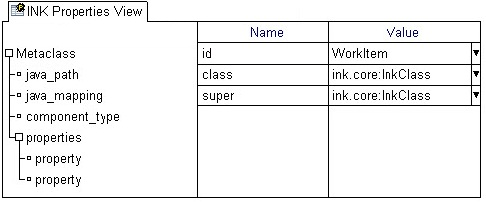 INK Properties View
Name Value
Metaclass id WorkItem
java_path class ink.core:InkClass
java_mapping super ink.core:InkClass
component_type
properties
property
property